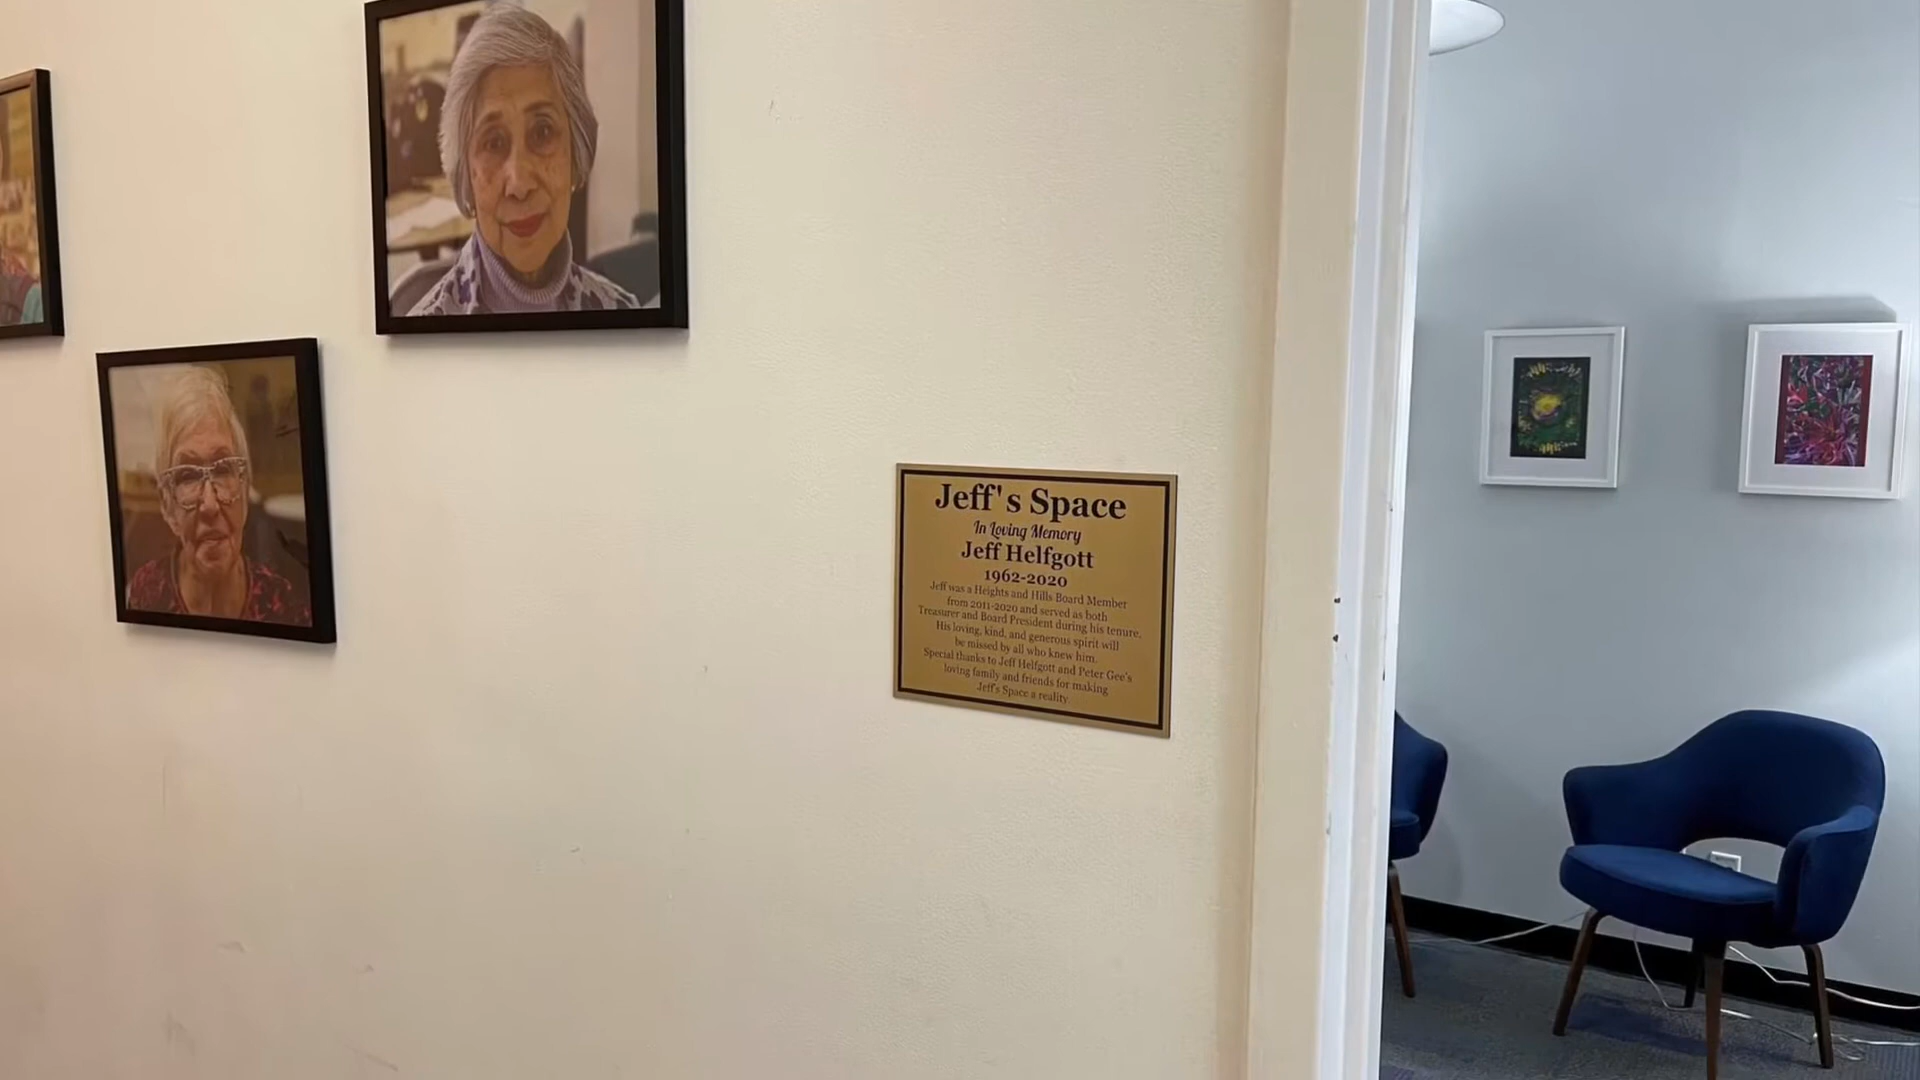 Jeff's Space
In Loving Memory
Jeff Helfgott
1962-2020
Jeff was a Heights and Hills Board Member
from 2011-2020 and served as both
Treasurer and Board President during his tenure.
His loving, kind, and generous spirit will
be missed by all who knew him.
Special thanks to Jeff Helfgott and Peter Gee's
loving family and friends for making
Jeff's Space a reality.